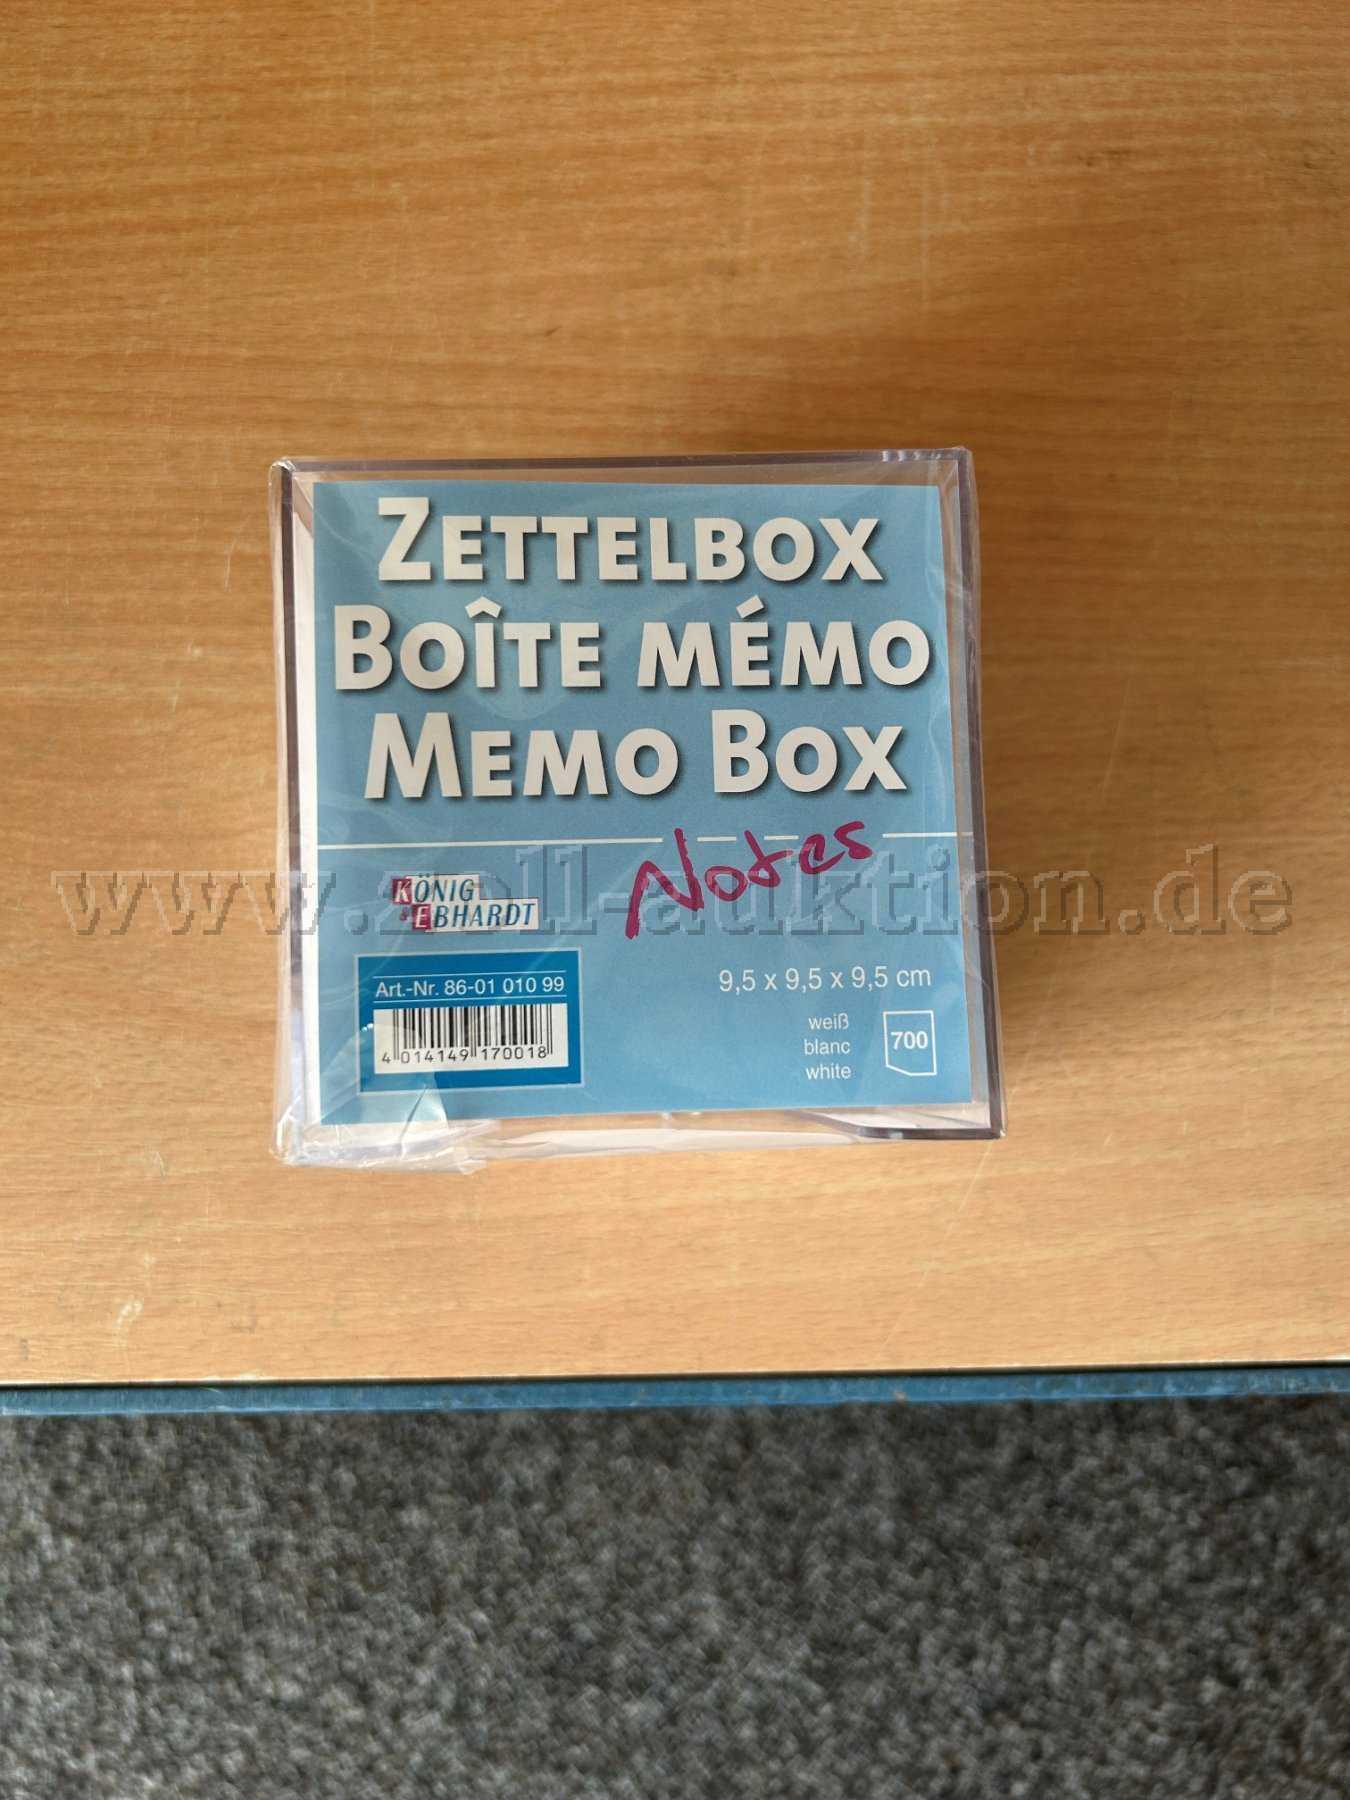 ZETTELBOX
BOÎTE MÉMO
MEMO BOX
Notes
www.zoll-auktion.de
KÖNIG
& EBHARDT
Art.-Nr. 86-01 010 99
4 014149 170018
9,5 x 9,5 x 9,5 cm
weiß
blanc
white
700